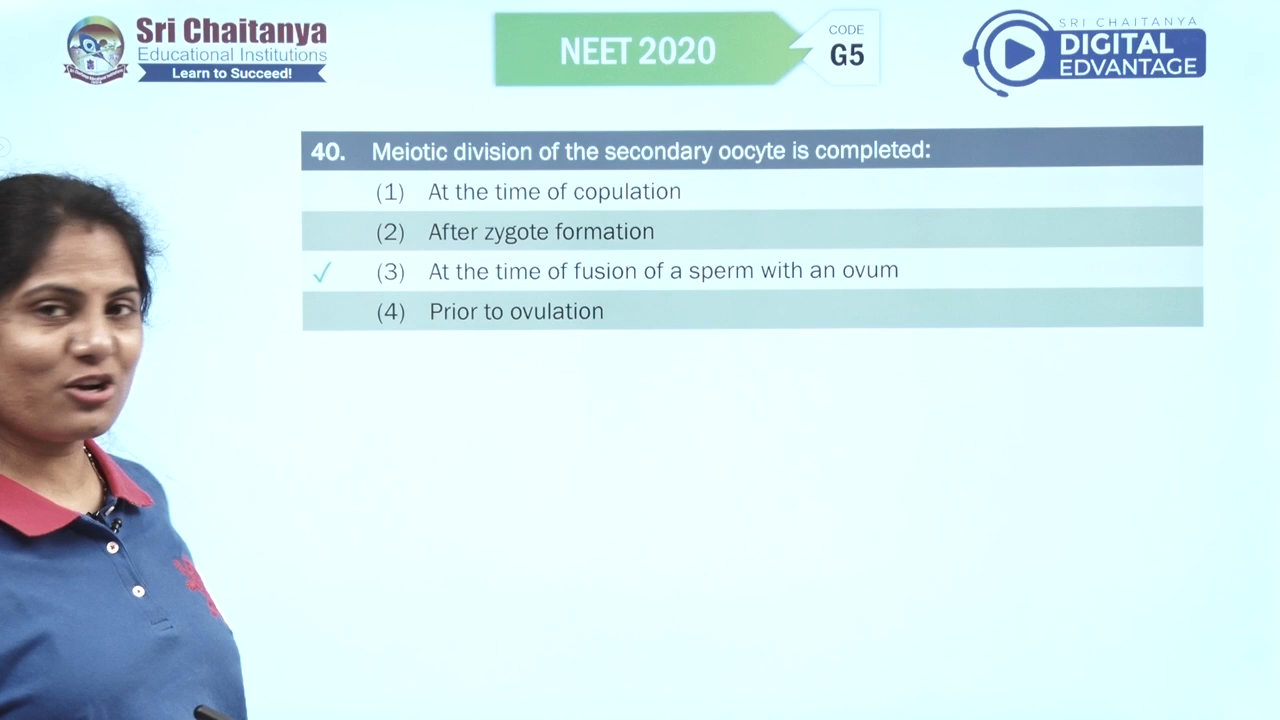 Sri Chaitanya
Educational Institutions
Learn to Succeed!
NEET 2020
CODE
G5
SRI CHAITANYA
DIGITAL
EDVANTAGE
40. Meiotic division of the secondary oocyte is completed:
(1) At the time of copulation
(2) After zygote formation
✓ (3) At the time of fusion of a sperm with an ovum
(4) Prior to ovulation